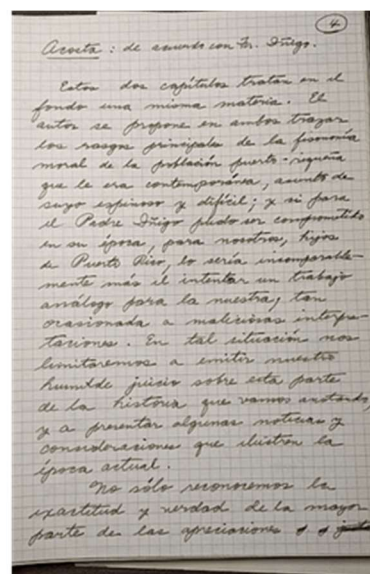 4
Acosta: de acuerdo con Fr. Iñigo.
Estos dos capítulos tratan en el
fondo una misma materia. El
autor se propone en ambos trazar
los rasgos principales de la fisonomía
moral de la población puerto-riqueña
que le era contemporánea, asunto de
suyo espinoso y difícil; y si para
el Padre Iñigo pudo ser comprometido
en su época, para nosotros, hijos
de Puerto Rico, lo sería incomparable-
mente más el intentar un trabajo
análogo para la nuestra, tan
ocasionada a maliciosas interpre-
taciones. En tal situación nos
limitaremos a emitir nuestro
humilde juicio sobre esta parte
de la historia que vamos anotando,
y a presentar algunas noticias y
consideraciones que ilustren la
época actual.
No sólo reconocemos la
exactitud y verdad de la mayor
parte de las apreciaciones